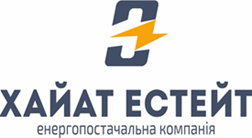 ХАЙАТ ЕСТЕЙТ
енергопостачальна компанія